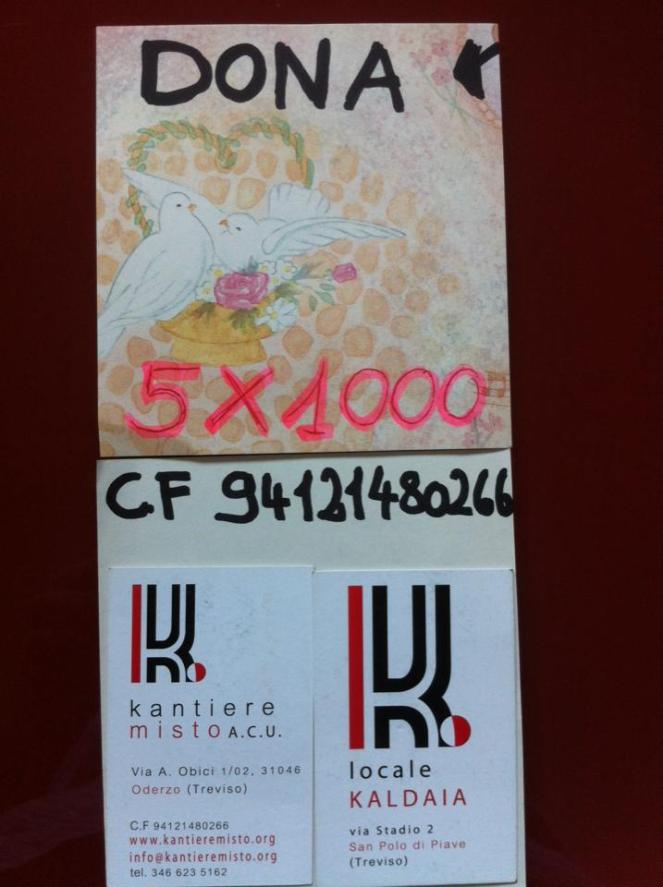 DONA
5X1000
C.F 94121480266
K.
kantiere
misto A.C.U.
Via A. Obici 1/02, 31046
Oderzo (Treviso)
C.F 94121480266
www.kantieremisto.org
info@kantieremisto.org
tel. 346 623 5162
K.
locale
KALDAIA
via Stadio 2
San Polo di Piave
(Treviso)